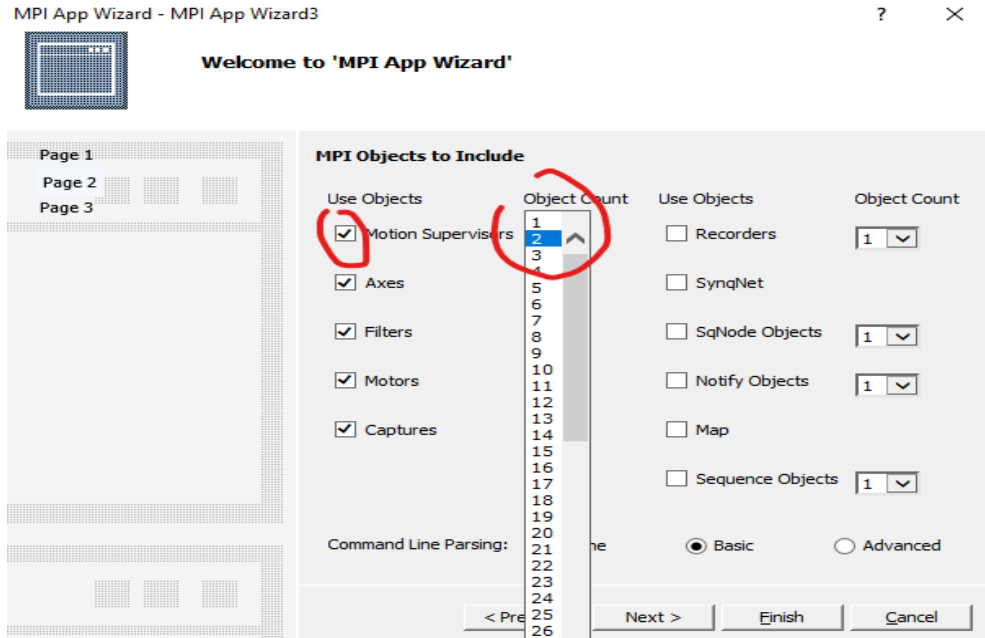 MPI App Wizard - MPI App Wizard3 ? ×
Welcome to 'MPI App Wizard'
Page 1
Page 2
Page 3
MPI Objects to Include
Use Objects Object Count Use Objects Object Count
Motion Supervisors Recorders 1
Axes SynqNet
Filters SqNode Objects 1
Motors Notify Objects 1
Captures Map
Sequence Objects 1
1
2
3
4
5
6
7
8
9
10
11
12
13
14
15
16
17
18
19
20
21
22
23
24
25
26
Command Line Parsing: Basic Advanced
Next > Finish Cancel